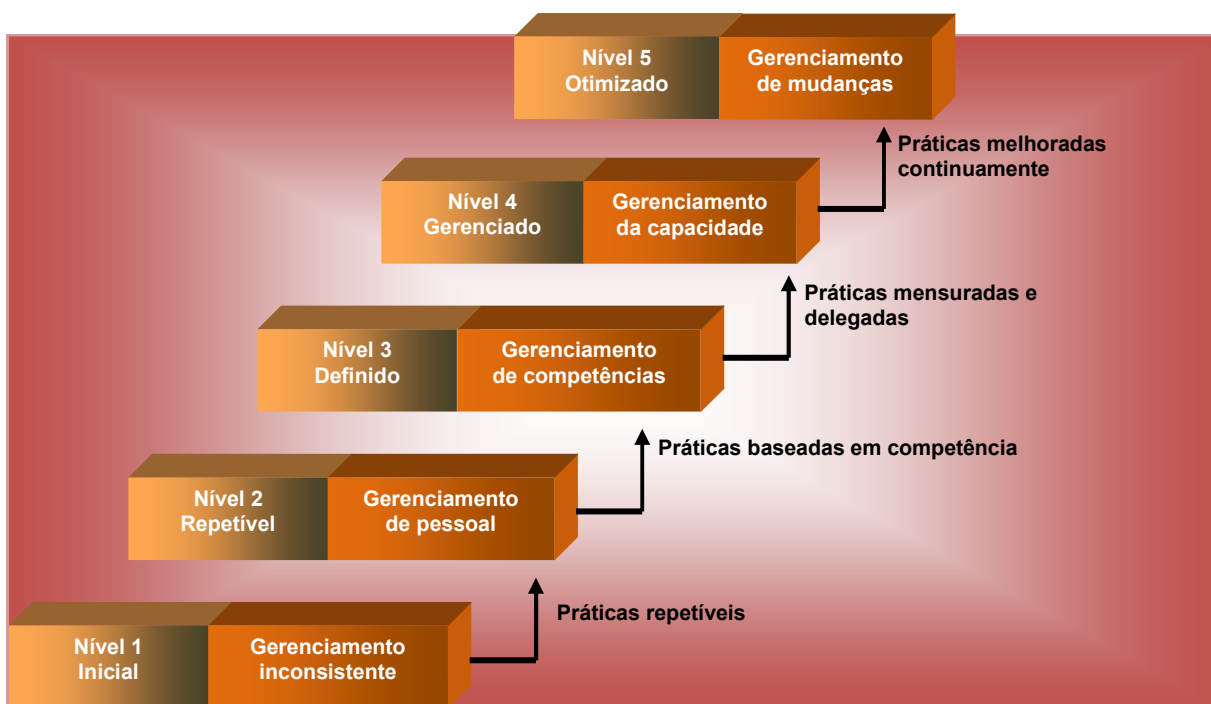 Nível 5
Otimizado
Gerenciamento
de mudanças
Práticas melhoradas
continuamente
Nível 4
Gerenciado
Gerenciamento
da capacidade
Práticas mensuradas e
delegadas
Nível 3
Definido
Gerenciamento
de competências
Práticas baseadas em competência
Nível 2
Repetível
Gerenciamento
de pessoal
Práticas repetíveis
Nível 1
Inicial
Gerenciamento
inconsistente